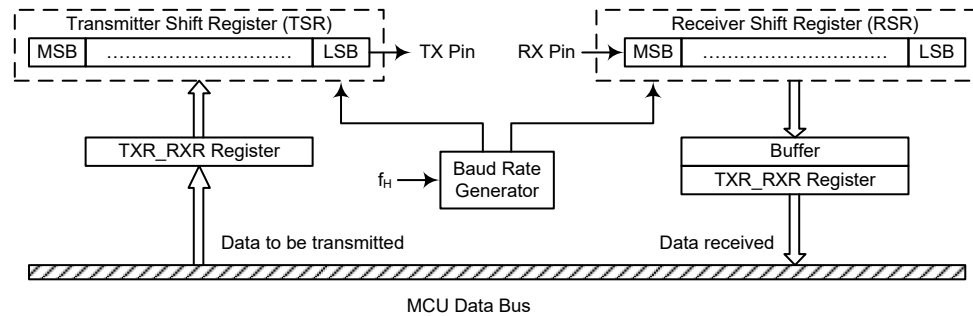 Transmitter Shift Register (TSR)
MSB ………………………… LSB
TX Pin
RX Pin
Receiver Shift Register (RSR)
MSB ………………………… LSB
TXR_RXR Register
fH
Baud Rate
Generator
Buffer
TXR_RXR Register
Data to be transmitted
Data received
MCU Data Bus